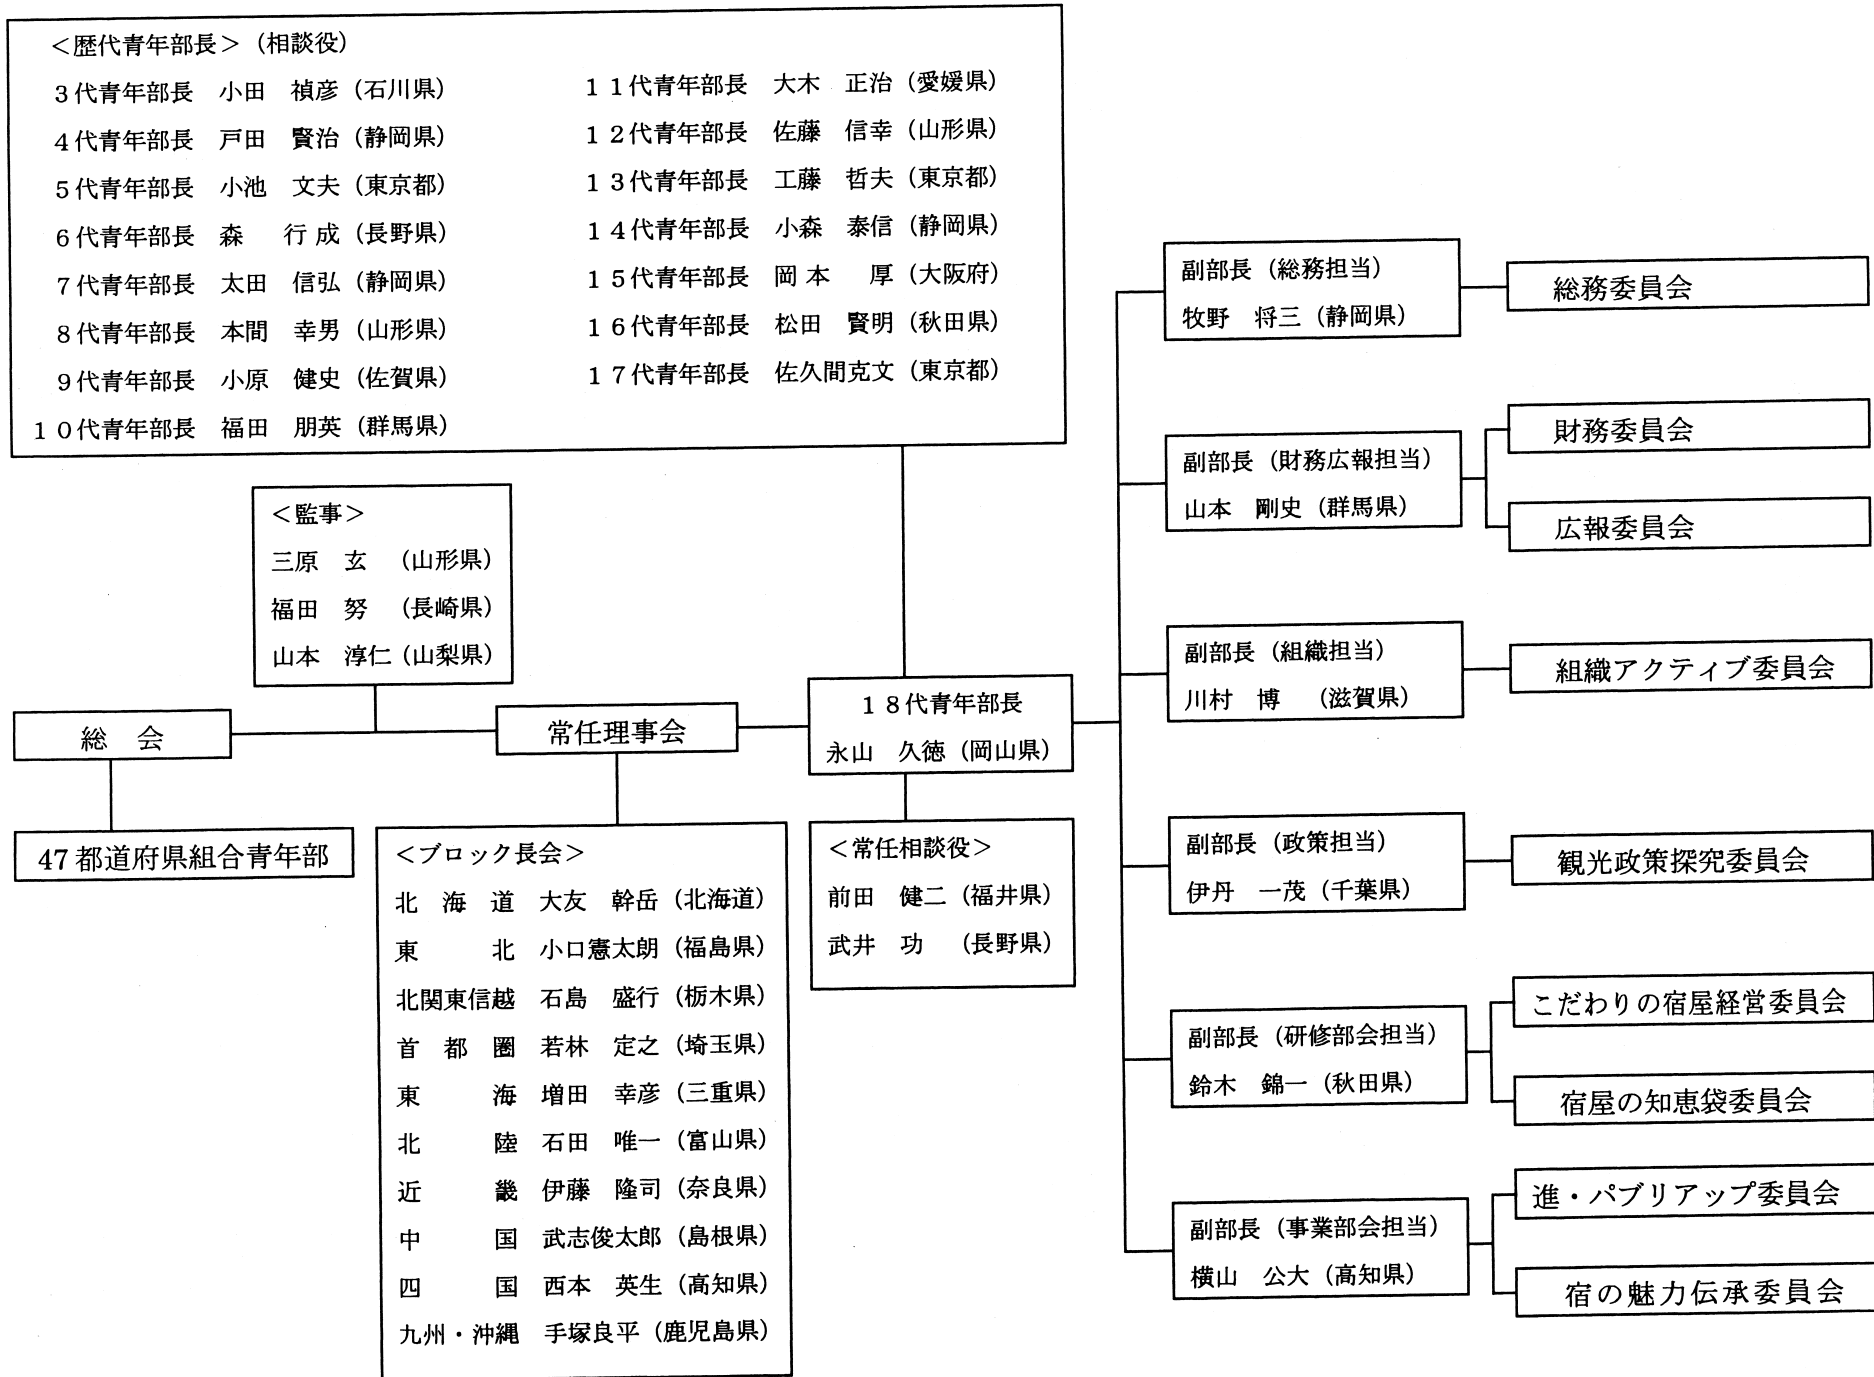 ＜歴代青年部長＞（相談役）
３代青年部長　小田　禎彦（石川県）
４代青年部長　戸田　賢治（静岡県）
５代青年部長　小池　文夫（東京都）
６代青年部長　森　行成（長野県）
７代青年部長　太田　信弘（静岡県）
８代青年部長　本間　幸男（山形県）
９代青年部長　小原　健史（佐賀県）
１０代青年部長　福田　朋英（群馬県）
１１代青年部長　大木　正治（愛媛県）
１２代青年部長　佐藤　信幸（山形県）
１３代青年部長　工藤　哲夫（東京都）
１４代青年部長　小森　泰信（静岡県）
１５代青年部長　岡本　厚（大阪府）
１６代青年部長　松田　賢明（秋田県）
１７代青年部長　佐久間克文（東京都）
＜監事＞
三原　玄　（山形県）
福田　努　（長崎県）
山本　淳仁（山梨県）
総　会
47都道府県組合青年部
常任理事会
＜ブロック長会＞
北　海　道　大友　幹岳（北海道）
東　　　北　小口憲太朗（福島県）
北関東信越　石島　盛行（栃木県）
首　都　圏　若林　定之（埼玉県）
東　　　海　増田　幸彦（三重県）
北　　　陸　石田　唯一（富山県）
近　　　畿　伊藤　隆司（奈良県）
中　　　国　武志俊太郎（島根県）
四　　　国　西本　英生（高知県）
九州・沖縄　手塚良平（鹿児島県）
１８代青年部長
永山　久徳（岡山県）
＜常任相談役＞
前田　健二（福井県）
武井　功　（長野県）
副部長（総務担当）
牧野　将三（静岡県）
総務委員会
副部長（財務広報担当）
山本　剛史（群馬県）
財務委員会
広報委員会
副部長（組織担当）
川村　博　（滋賀県）
組織アクティブ委員会
副部長（政策担当）
伊丹　一茂（千葉県）
観光政策探究委員会
副部長（研修部会担当）
鈴木　錦一（秋田県）
こだわりの宿屋経営委員会
宿屋の知恵袋委員会
副部長（事業部会担当）
横山　公大（高知県）
進・パブリアップ委員会
宿の魅力伝承委員会